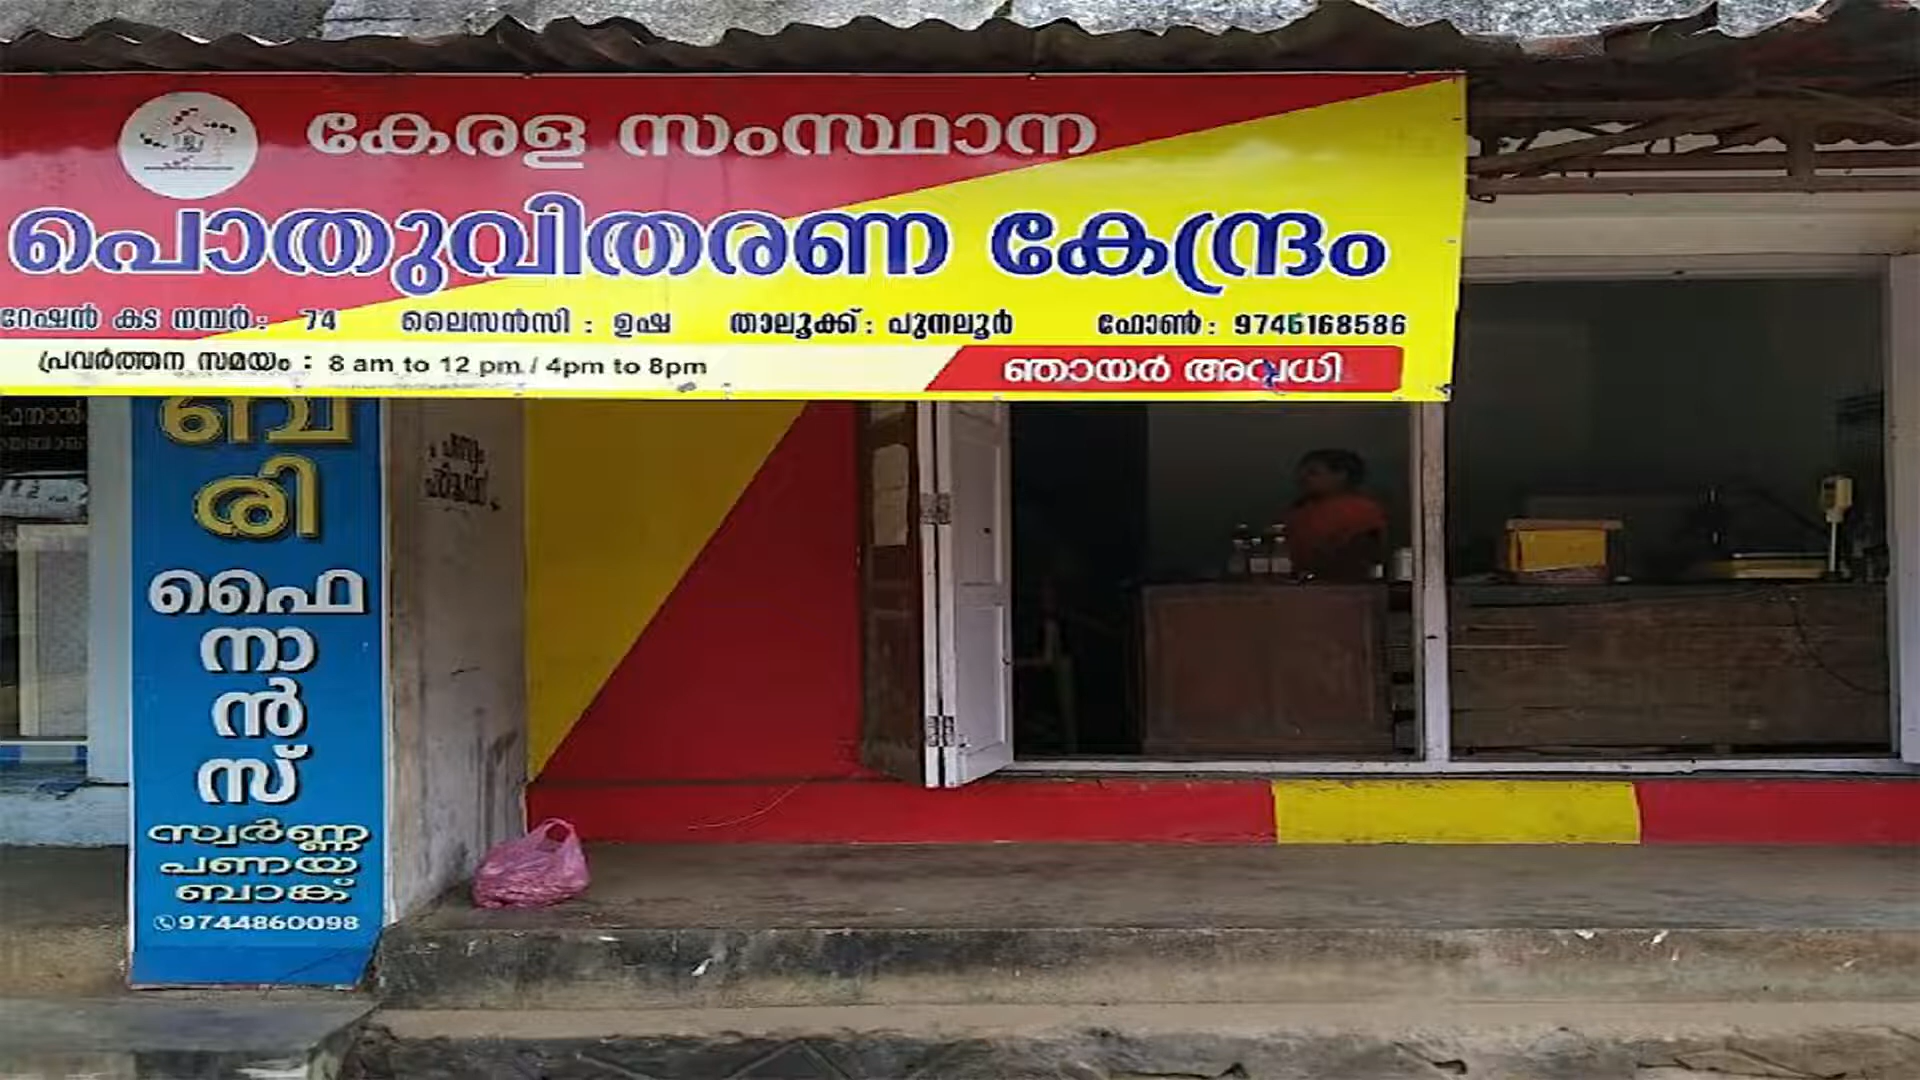 കേരള സംസ്ഥാന
പൊതുവിതരണ കേന്ദ്രം
റേഷൻ കട നമ്പർ: 74 ലൈസൻസി : ഉഷ താലൂക്ക് : പുനലൂർ ഫോൺ : 9746168586
പ്രവർത്തന സമയം : 8 am to 12 pm / 4pm to 8pm ഞായർ അവധി
ബ
രി
ഫൈ
നാ
ൻ
സ്
സ്വർണ്ണ
പണയ
ബാങ്ക്
9744860098